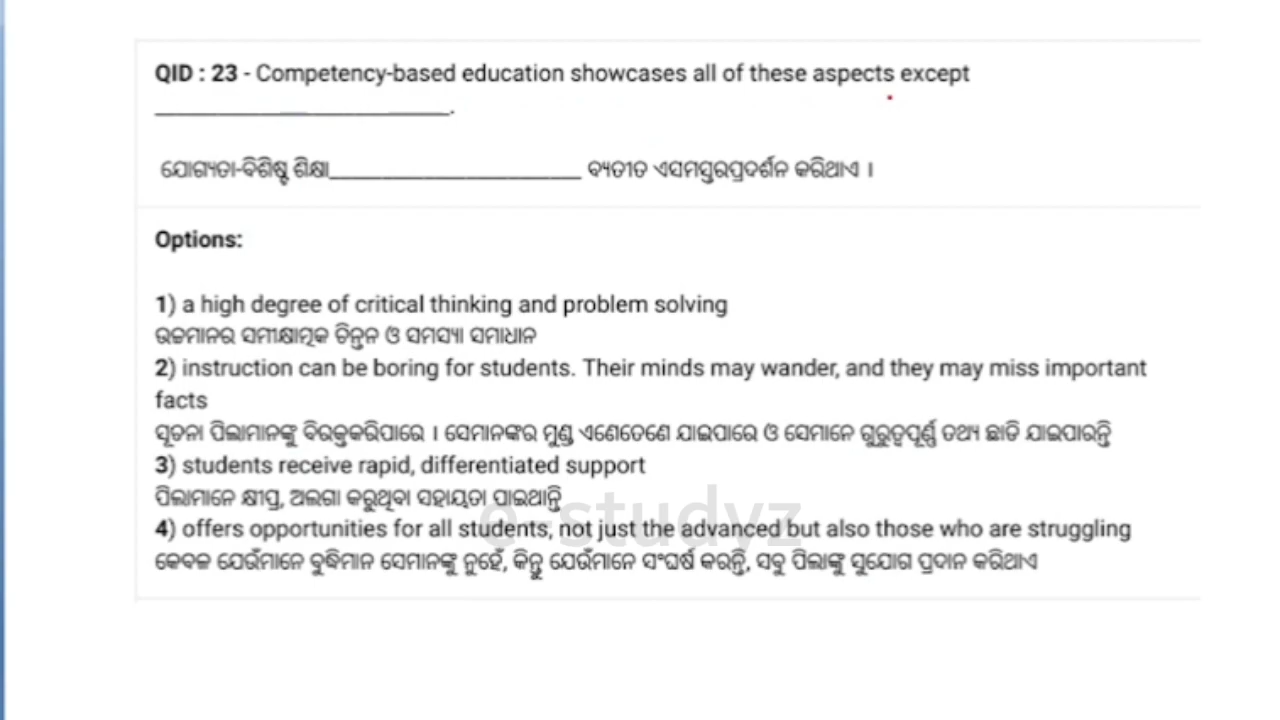 QID : 23 - Competency-based education showcases all of these aspects except
____________________________.
ଯୋଗ୍ୟତା-ବିଶିଷ୍ଟ ଶିକ୍ଷା________________________ ବ୍ୟତୀତ ଏସମସ୍ତରପ୍ରଦର୍ଶନ କରିଥାଏ ।
Options:
1) a high degree of critical thinking and problem solving
ଉଚ୍ଚମାନର ସମୀକ୍ଷାତ୍ମକ ଚିନ୍ତନ ଓ ସମସ୍ୟା ସମାଧାନ
2) instruction can be boring for students. Their minds may wander, and they may miss important
facts
ସୂଚନା ପିଲାମାନଙ୍କୁ ବିରକ୍ତକରିପାରେ । ସେମାନଙ୍କର ମୁଣ୍ଡ ଏଣେତେଣେ ଯାଇପାରେ ଓ ସେମାନେ ଗୁରୁତ୍ୱପୂର୍ଣ୍ଣ ତଥ୍ୟ ଛାଡି ଯାଇପାରନ୍ତି
3) students receive rapid, differentiated support
ପିଲାମାନେ କ୍ଷୀପ୍ର, ଅଲଗା କରୁଥିବା ସହାୟତା ପାଇଥାନ୍ତି
4) offers opportunities for all students, not just the advanced but also those who are struggling
କେବଳ ଯେଉଁମାନେ ବୁଦ୍ଧିମାନ ସେମାନଙ୍କୁ ନୁହେଁ, କିନ୍ତୁ ଯେଉଁମାନେ ସଂଘର୍ଷ କରନ୍ତି, ସବୁ ପିଲାଙ୍କୁ ସୁଯୋଗ ପ୍ରଦାନ କରିଥାଏ
e-studyz